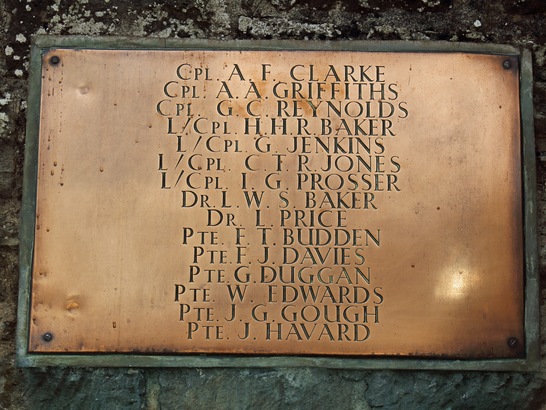 CPL. A. F. CLARKE
CPL. A. A. GRIFFITHS
CPL. G. C. REYNOLDS
L/CPL. H. H. R. BAKER
L/CPL. G. JENKINS
L/CPL. C. T. R. JONES
L/CPL. I. G. PROSSER
DR. L. W. S. BAKER
DR. L. PRICE
PTE. F. T. BUDDEN
PTE. F. J. DAVIES
PTE. G. DUGGAN
PTE. W. EDWARDS
PTE. J. G. GOUGH
PTE. J. HAVARD